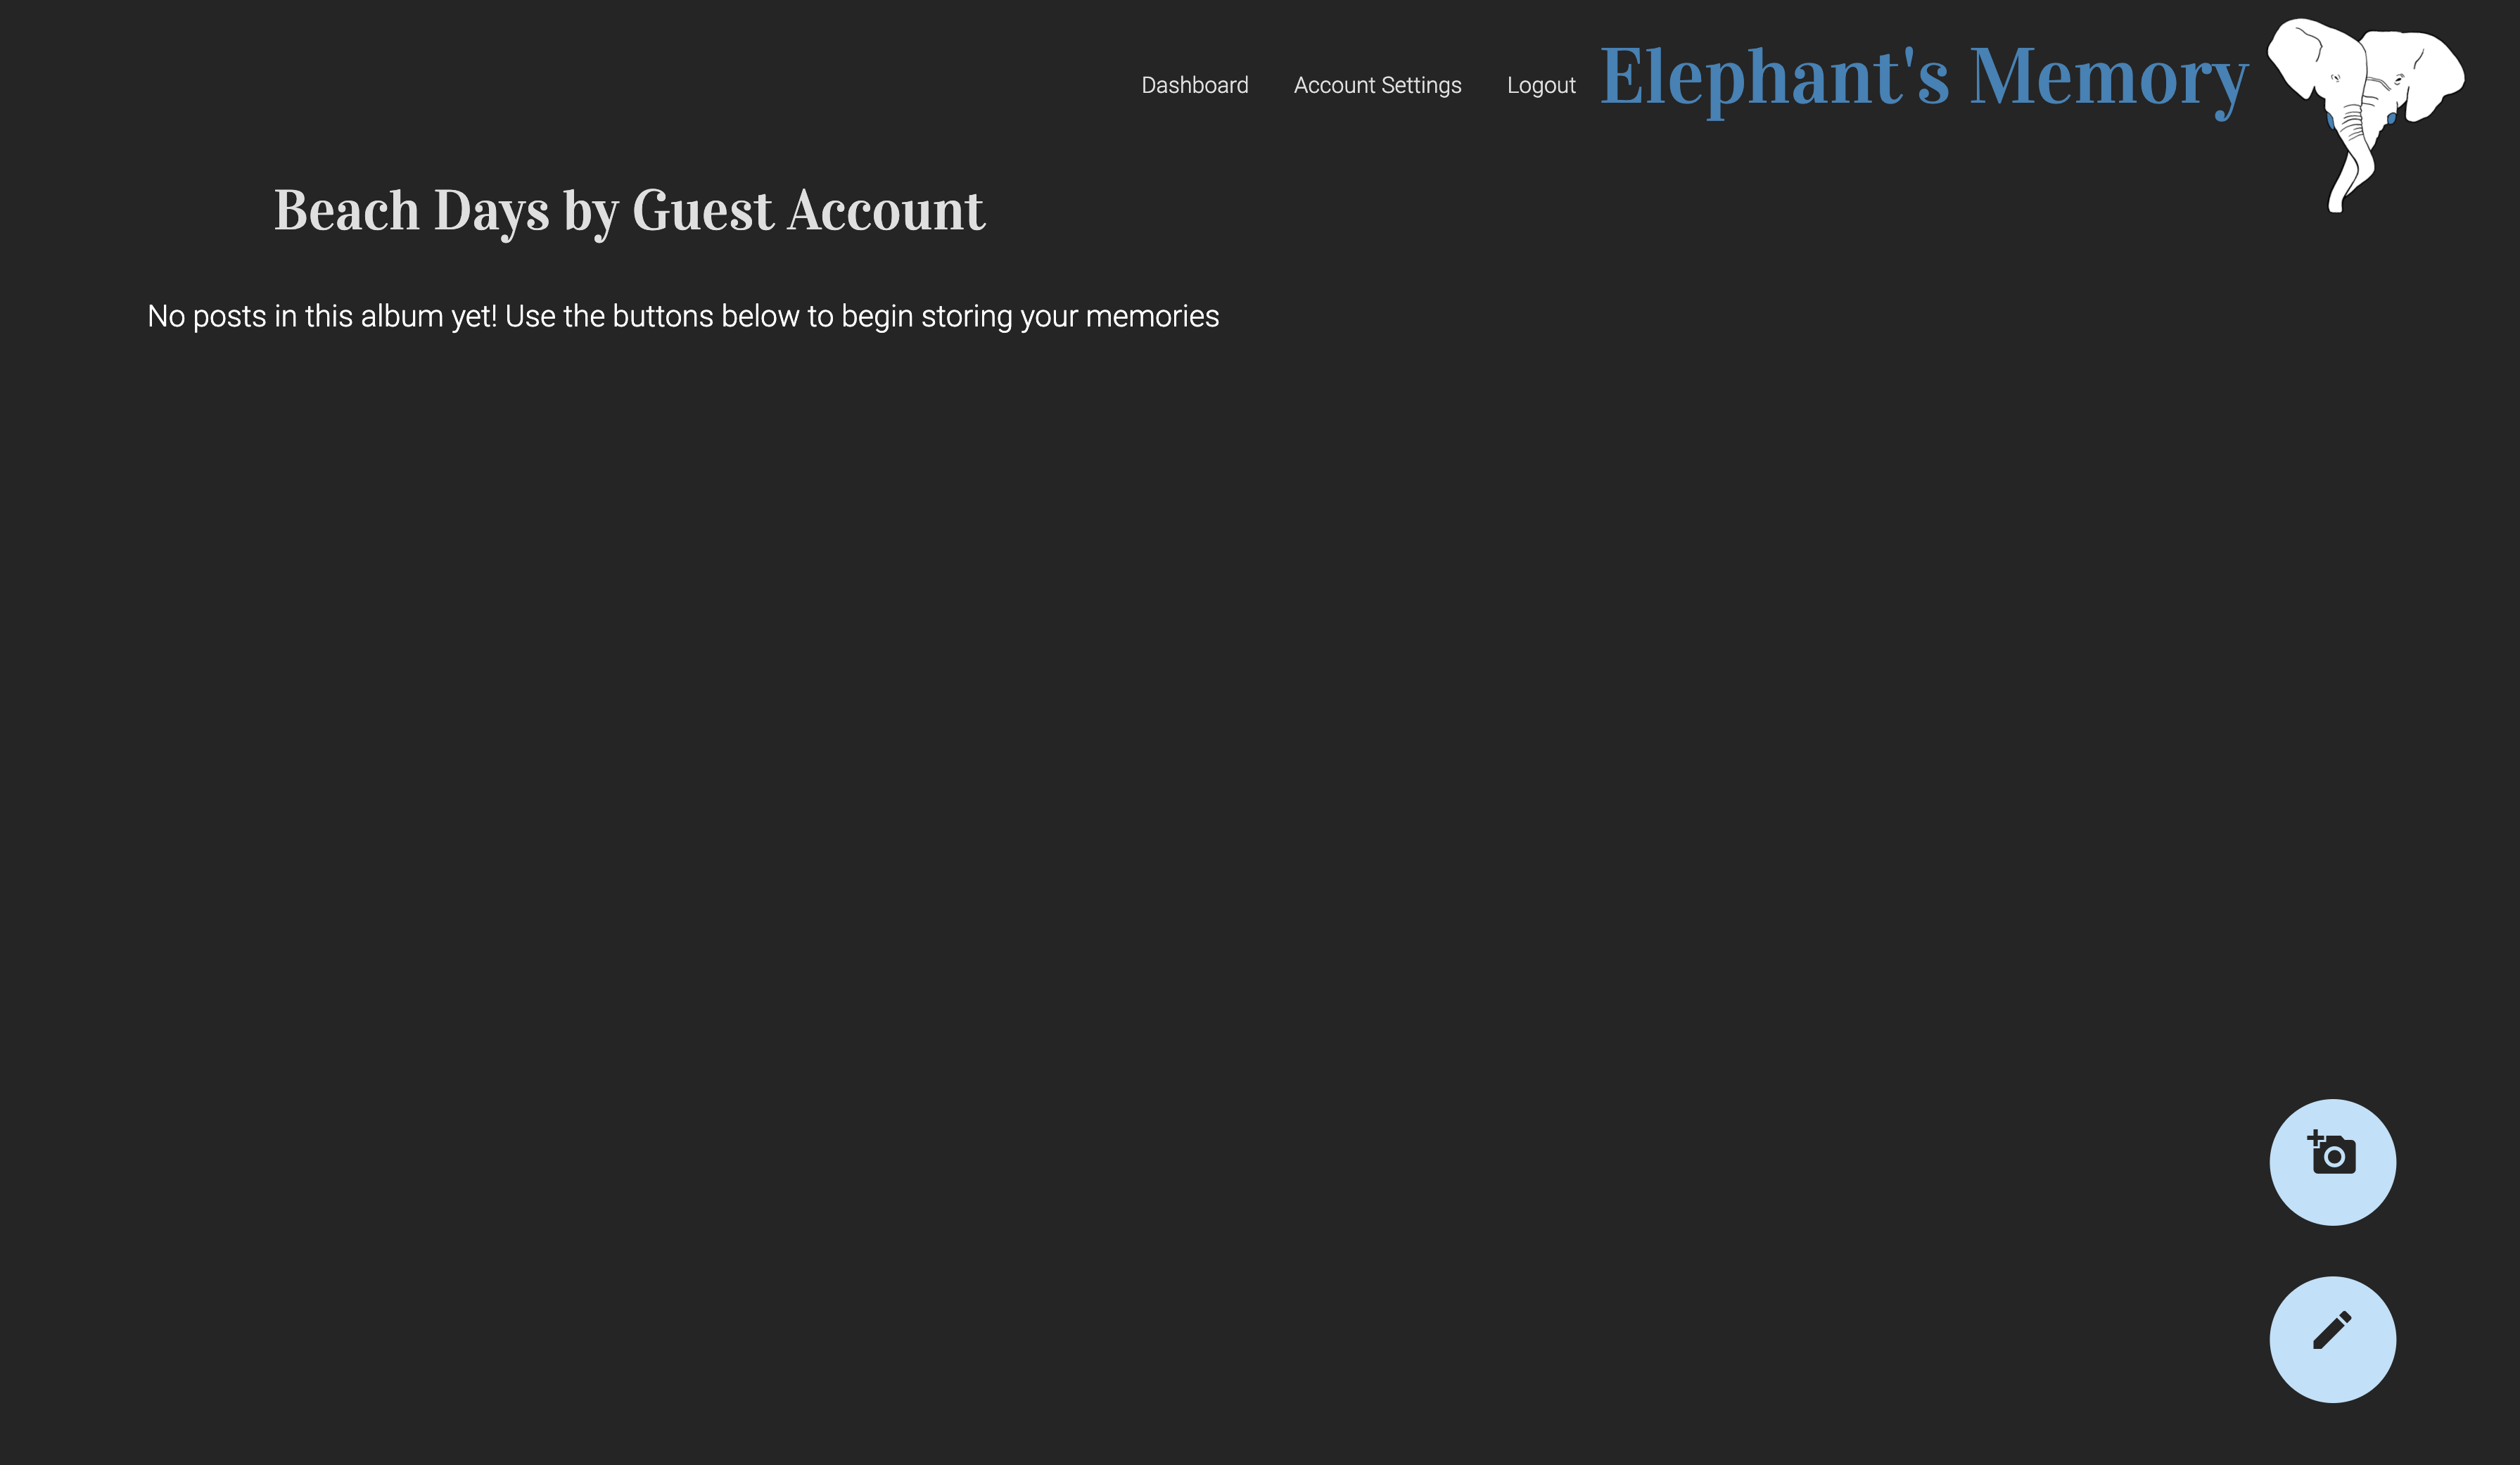 Dashboard Account Settings Logout Elephant's Memory
Beach Days by Guest Account
No posts in this album yet! Use the buttons below to begin storing your memories